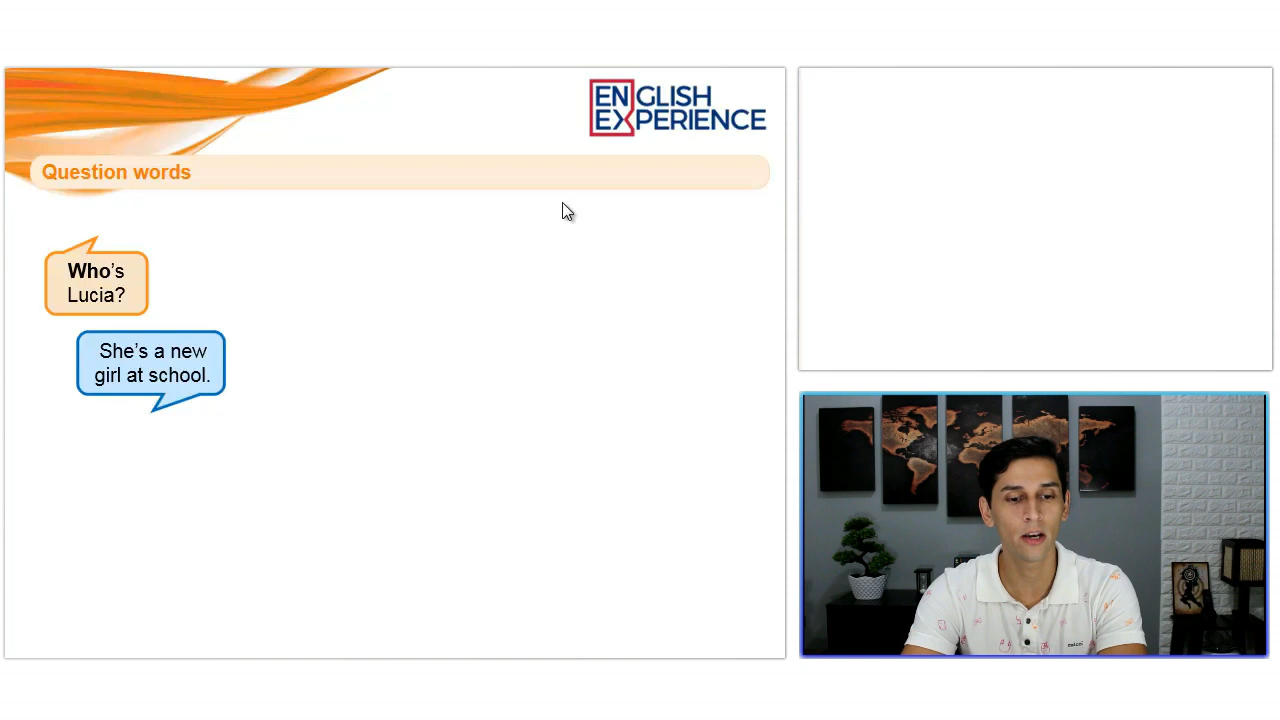 ENGLISH
EXPERIENCE
Question words
Who's
Lucia?
She's a new
girl at school.